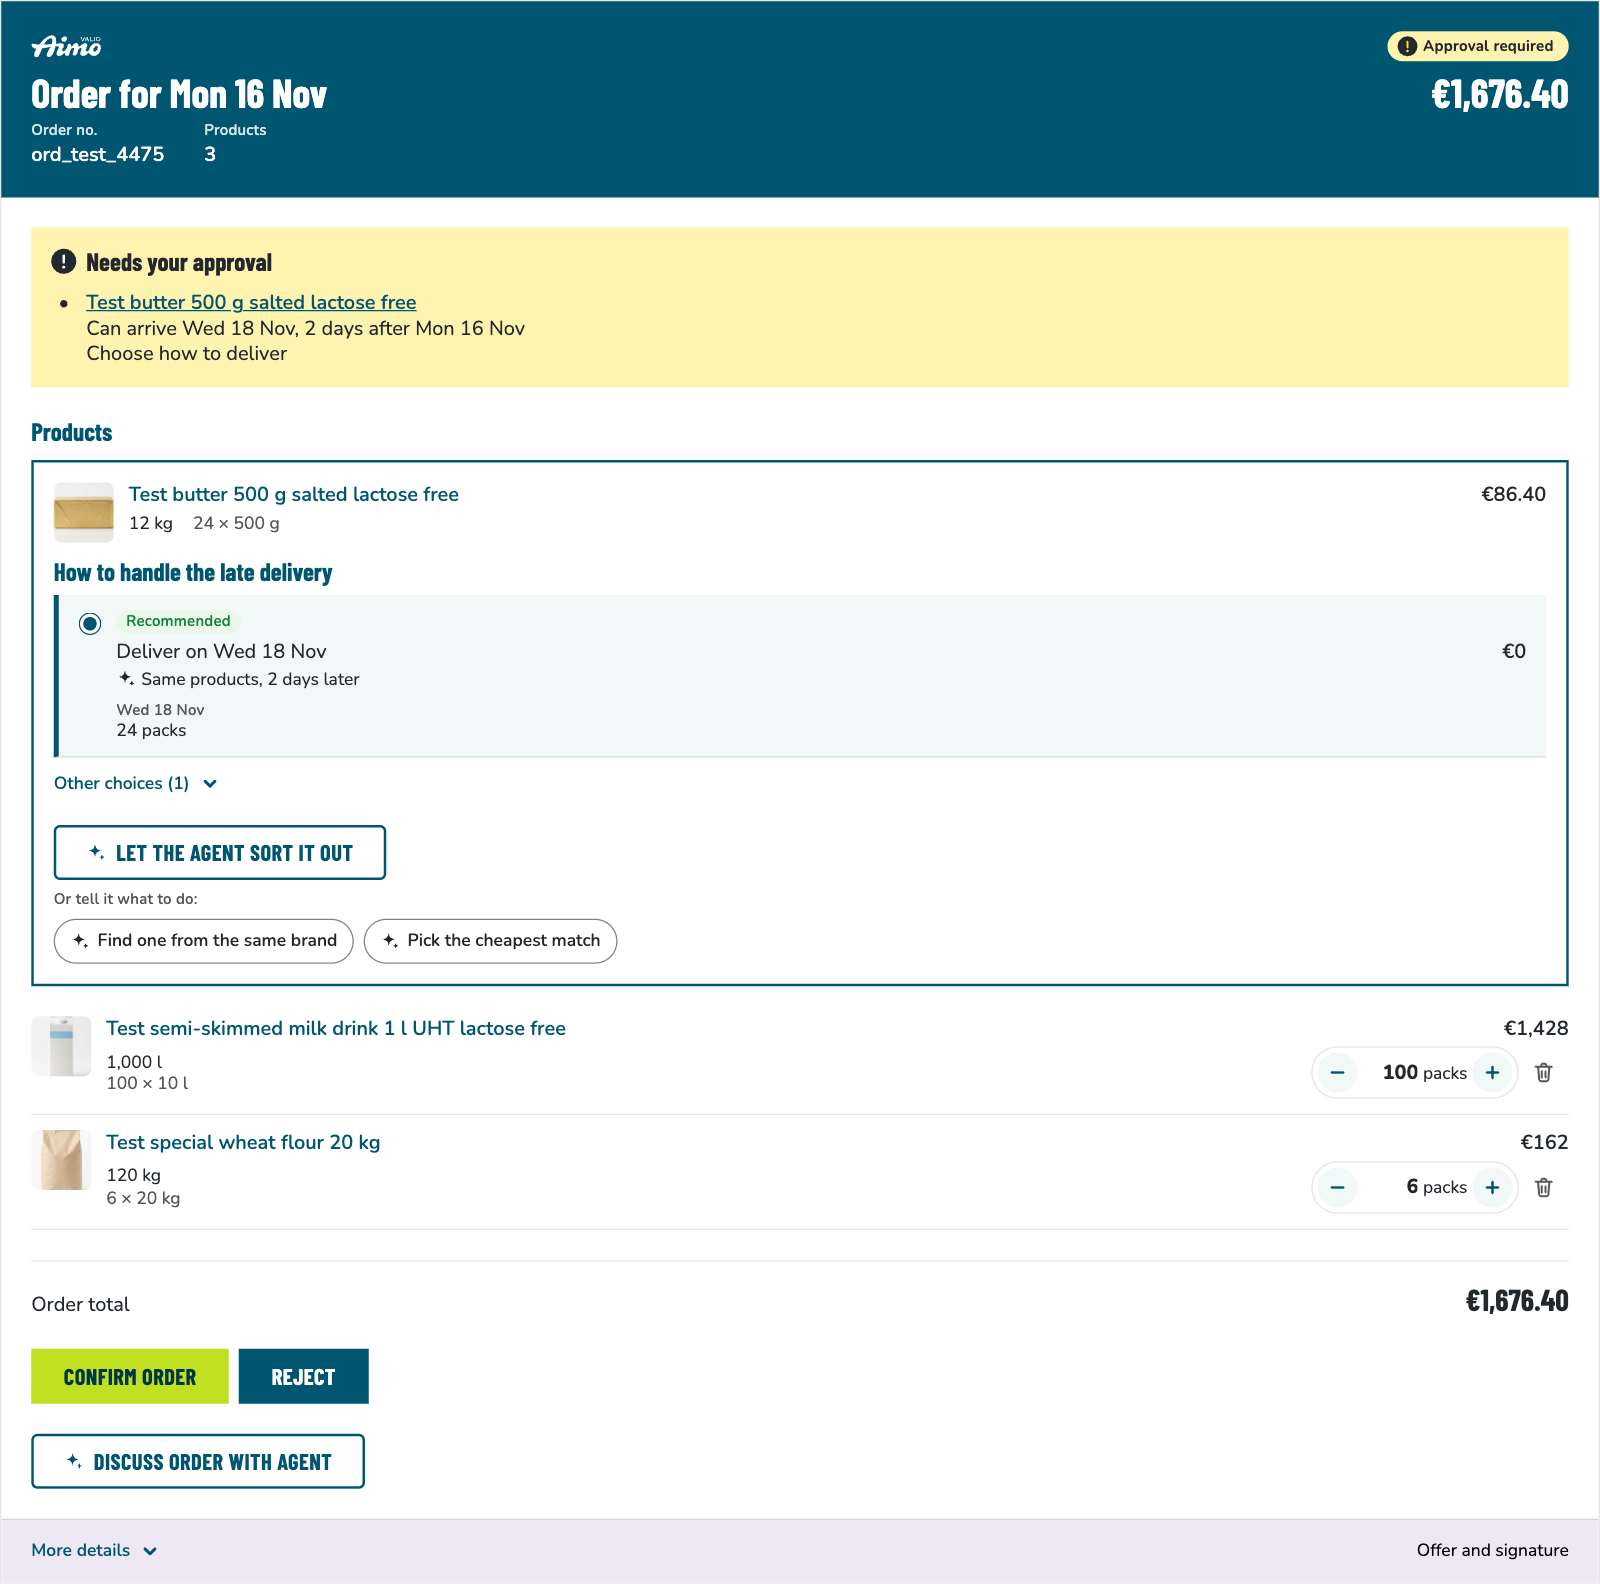 Aimo VALIO
Approval required
Order for Mon 16 Nov
€1,676.40
Order no.
Products
ord_test_4475
3
Needs your approval
• Test butter 500 g salted lactose free
Can arrive Wed 18 Nov, 2 days after Mon 16 Nov
Choose how to deliver
Products
Test butter 500 g salted lactose free
€86.40
12 kg 24 × 500 g
How to handle the late delivery
Recommended
Deliver on Wed 18 Nov
€0
Same products, 2 days later
Wed 18 Nov
24 packs
Other choices (1)
LET THE AGENT SORT IT OUT
Or tell it what to do:
Find one from the same brand
Pick the cheapest match
Test semi-skimmed milk drink 1 l UHT lactose free
€1,428
1,000 l
100 × 10 l
− 100 packs +
Test special wheat flour 20 kg
€162
120 kg
6 × 20 kg
− 6 packs +
Order total
€1,676.40
CONFIRM ORDER
REJECT
DISCUSS ORDER WITH AGENT
More details
Offer and signature